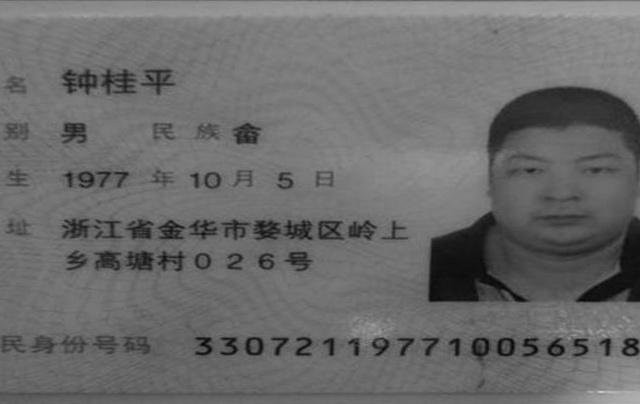 名 钟桂平
别 男 民族 畲
生 1977 年 10 月 5 日
址 浙江省金华市婺城区岭上
乡高塘村026号
民身份号码 330721197710056518